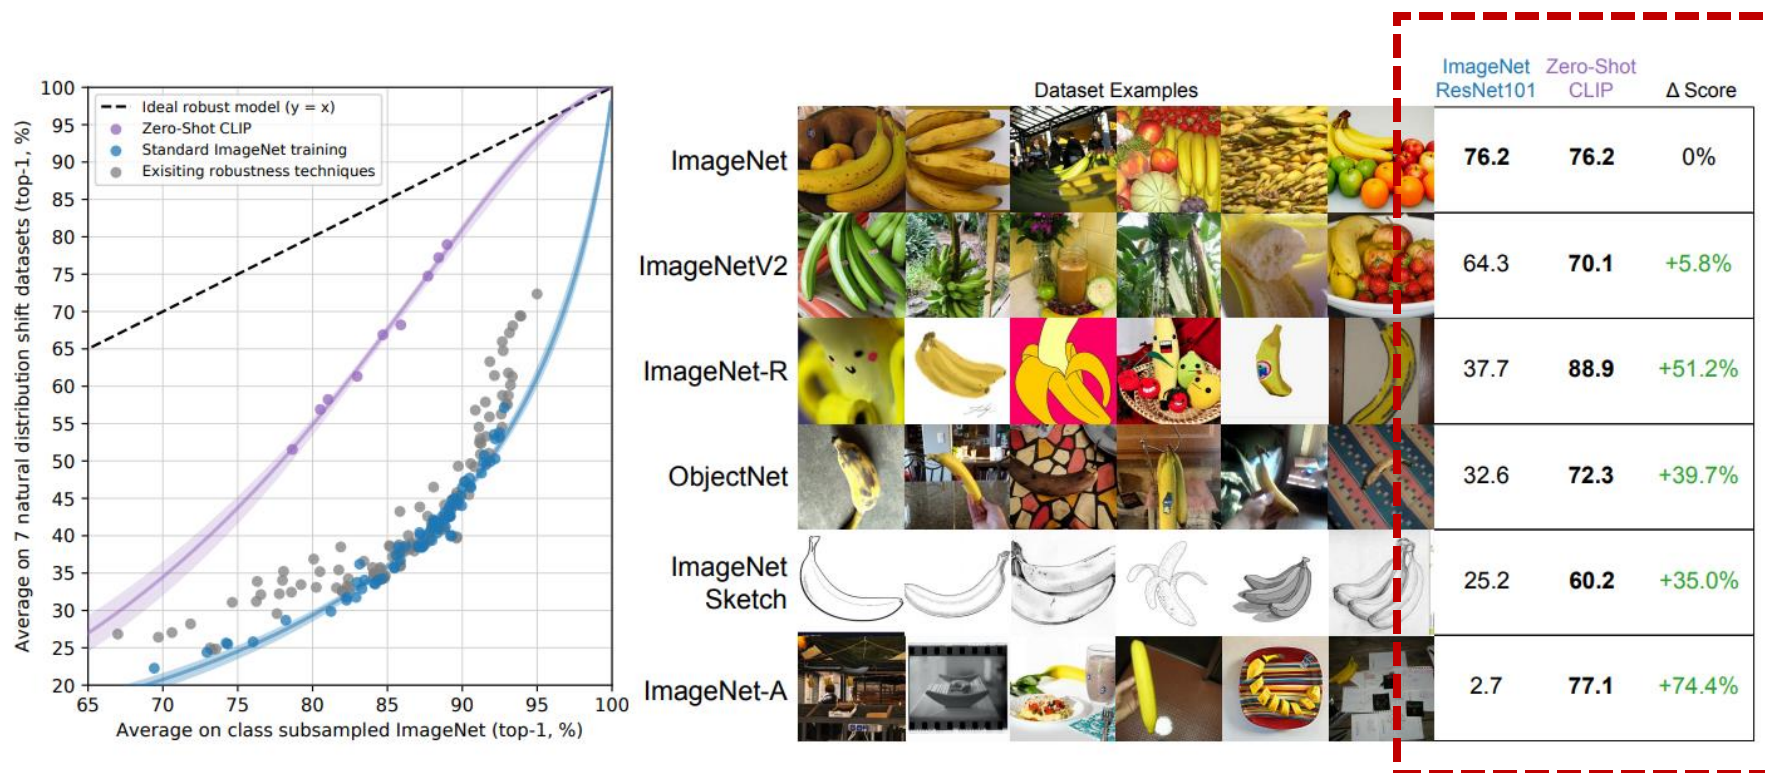 100
95
90
85
80
75
70
65
60
55
50
45
40
35
30
25
20
Average on 7 natural distribution shift datasets (top-1, %)
Ideal robust model (y = x)
Zero-Shot CLIP
Standard ImageNet training
Exisiting robustness techniques
65 70 75 80 85 90 95 100
Average on class subsampled ImageNet (top-1, %)
Dataset Examples
ImageNet
ResNet101
Zero-Shot
CLIP
Δ Score
ImageNet 76.2 76.2 0%
ImageNetV2 64.3 70.1 +5.8%
ImageNet-R 37.7 88.9 +51.2%
ObjectNet 32.6 72.3 +39.7%
ImageNet
Sketch 25.2 60.2 +35.0%
ImageNet-A 2.7 77.1 +74.4%